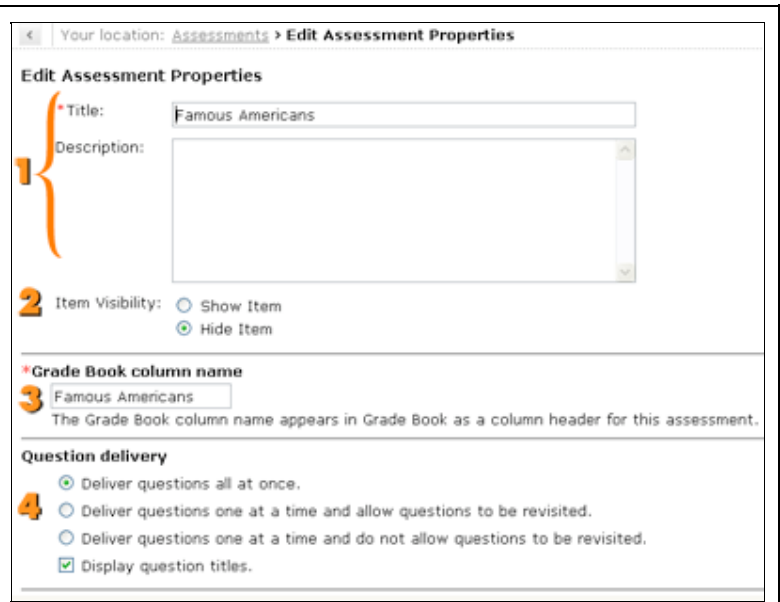 Your location: Assessments > Edit Assessment Properties
Edit Assessment Properties
*Title: Famous Americans
Description:
1
2 Item Visibility: Show Item
Hide Item
*Grade Book column name
3 Famous Americans
The Grade Book column name appears in Grade Book as a column header for this assessment.
Question delivery
Deliver questions all at once.
4 Deliver questions one at a time and allow questions to be revisited.
Deliver questions one at a time and do not allow questions to be revisited.
Display question titles.